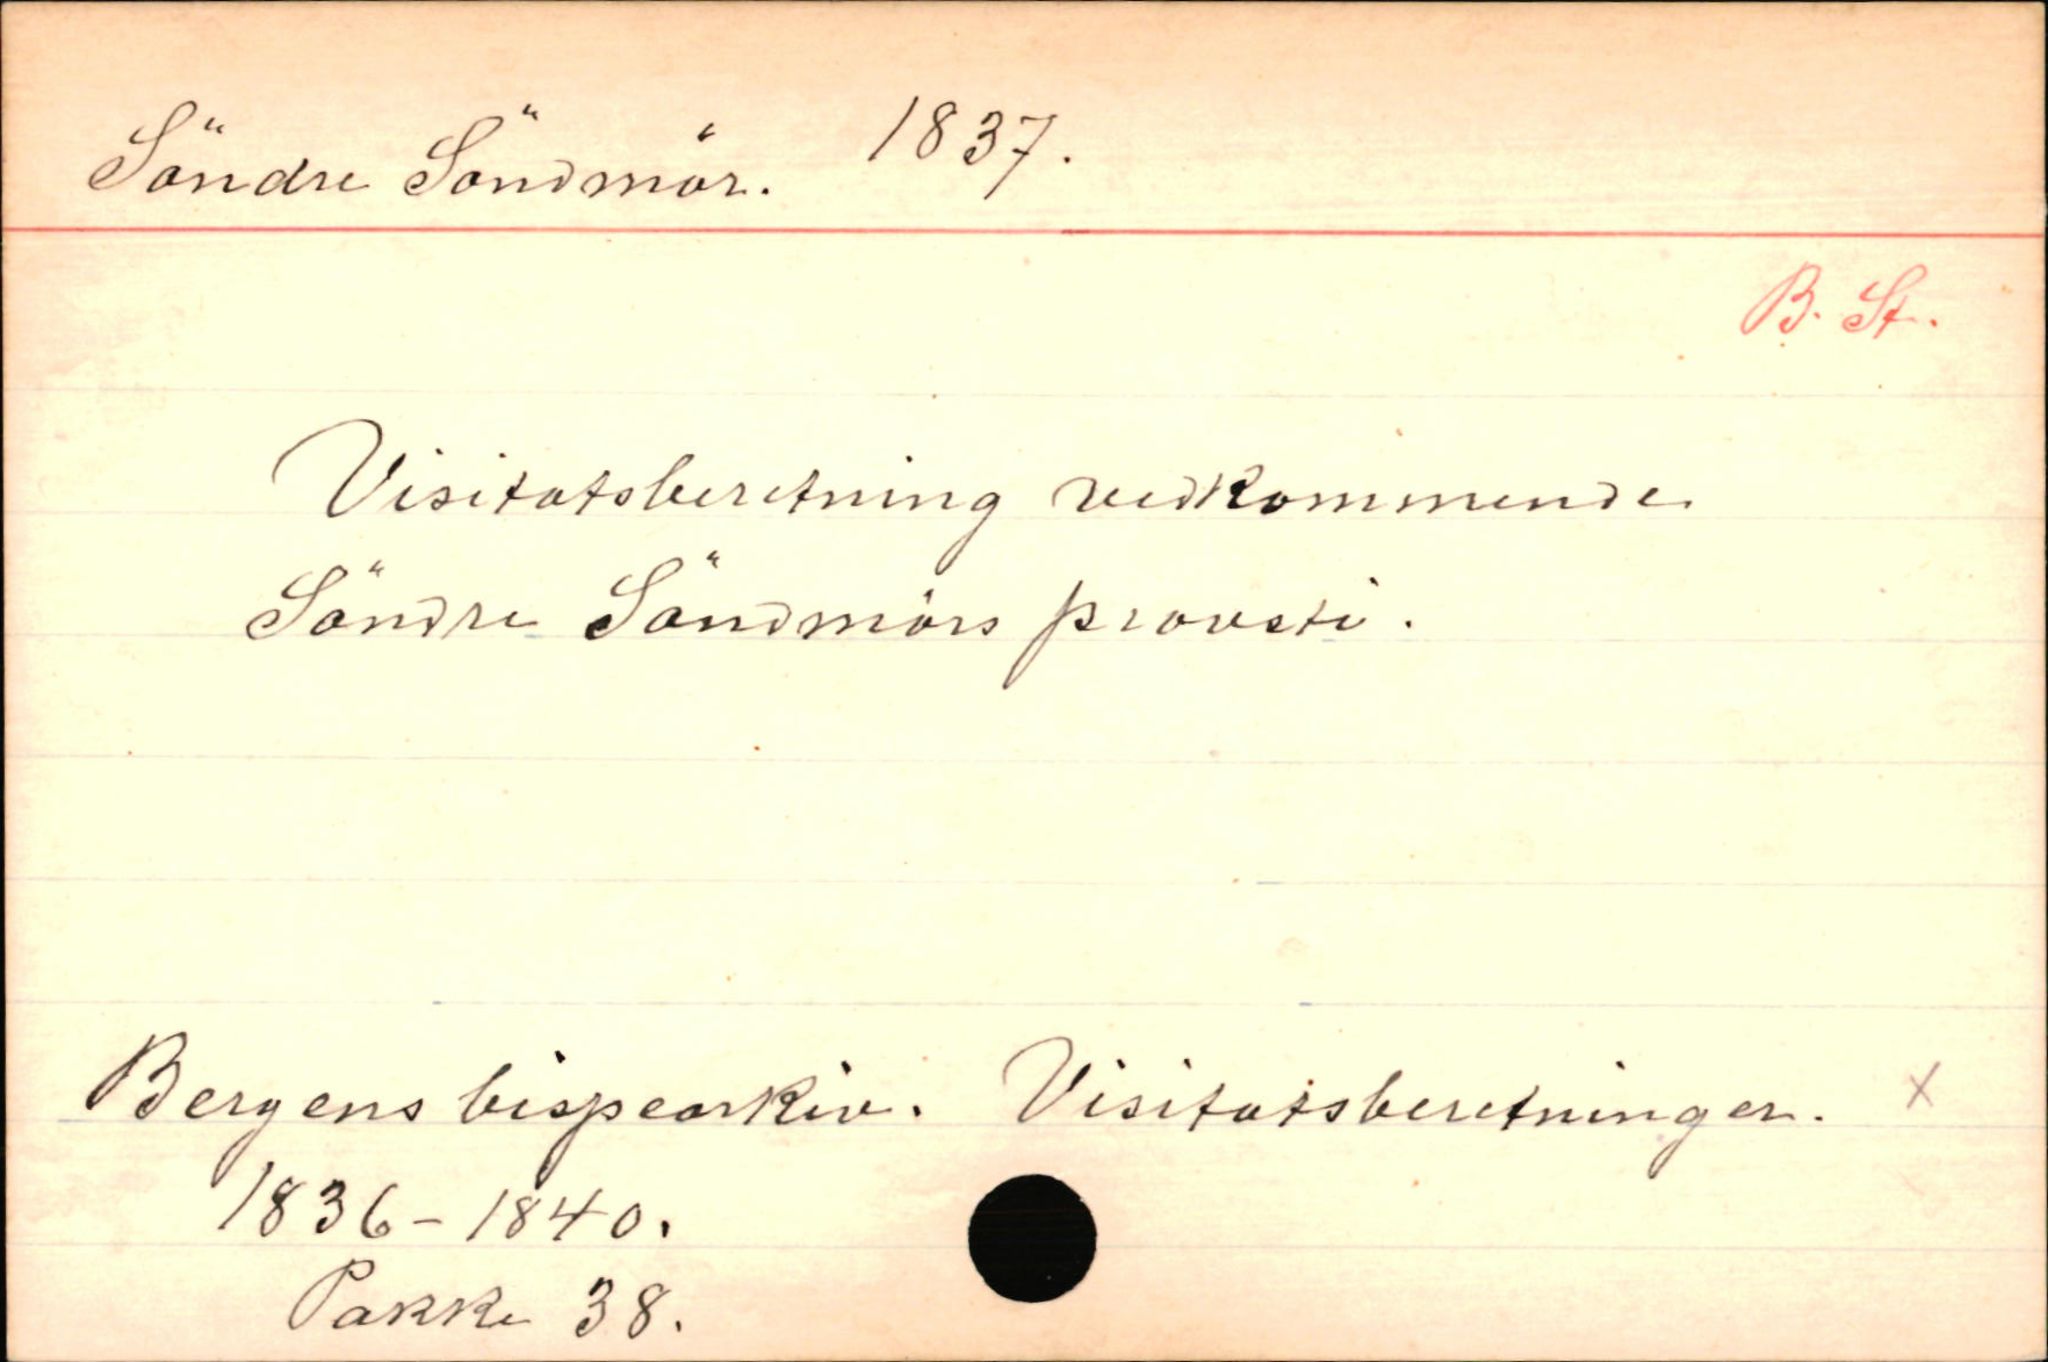 Söndre Söndmör. 1837.
B. St.
Visitatsberetning vedkommende
Söndre Söndmörs provsti.
Bergens bispearkiv. Visitatsberetninger. x
1836-1840.
Pakke 38.